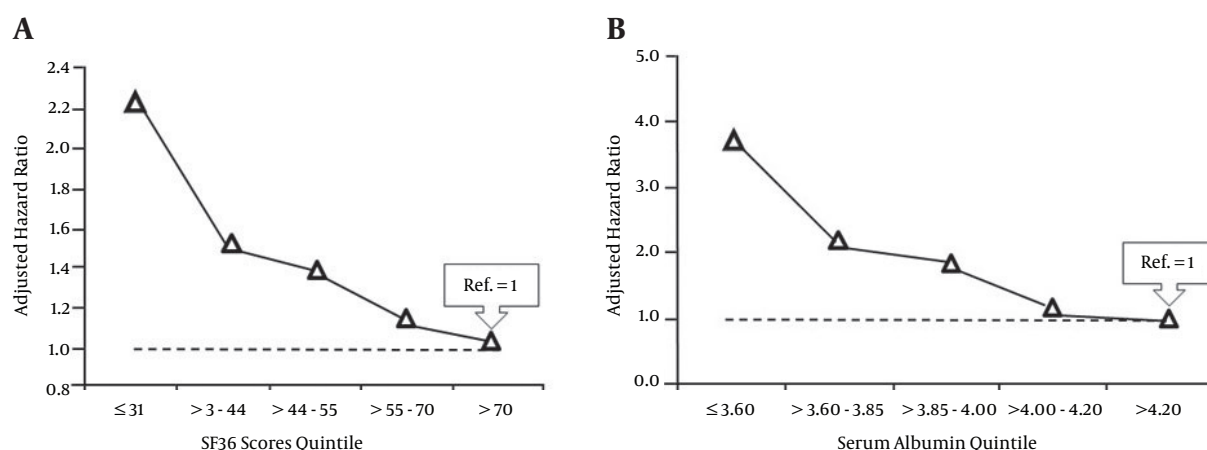 A
Adjusted Hazard Ratio
2.4
2.2
2.0
1.8
1.6
1.4
1.2
1.0
0.8
Ref. = 1
≤ 31
> 3 - 44
> 44 - 55
> 55 - 70
> 70
SF36 Scores Quintile
B
Adjusted Hazard Ratio
5.0
4.0
3.0
2.0
1.0
0.0
Ref. = 1
≤ 3.60
> 3.60 - 3.85
> 3.85 - 4.00
>4.00 - 4.20
>4.20
Serum Albumin Quintile